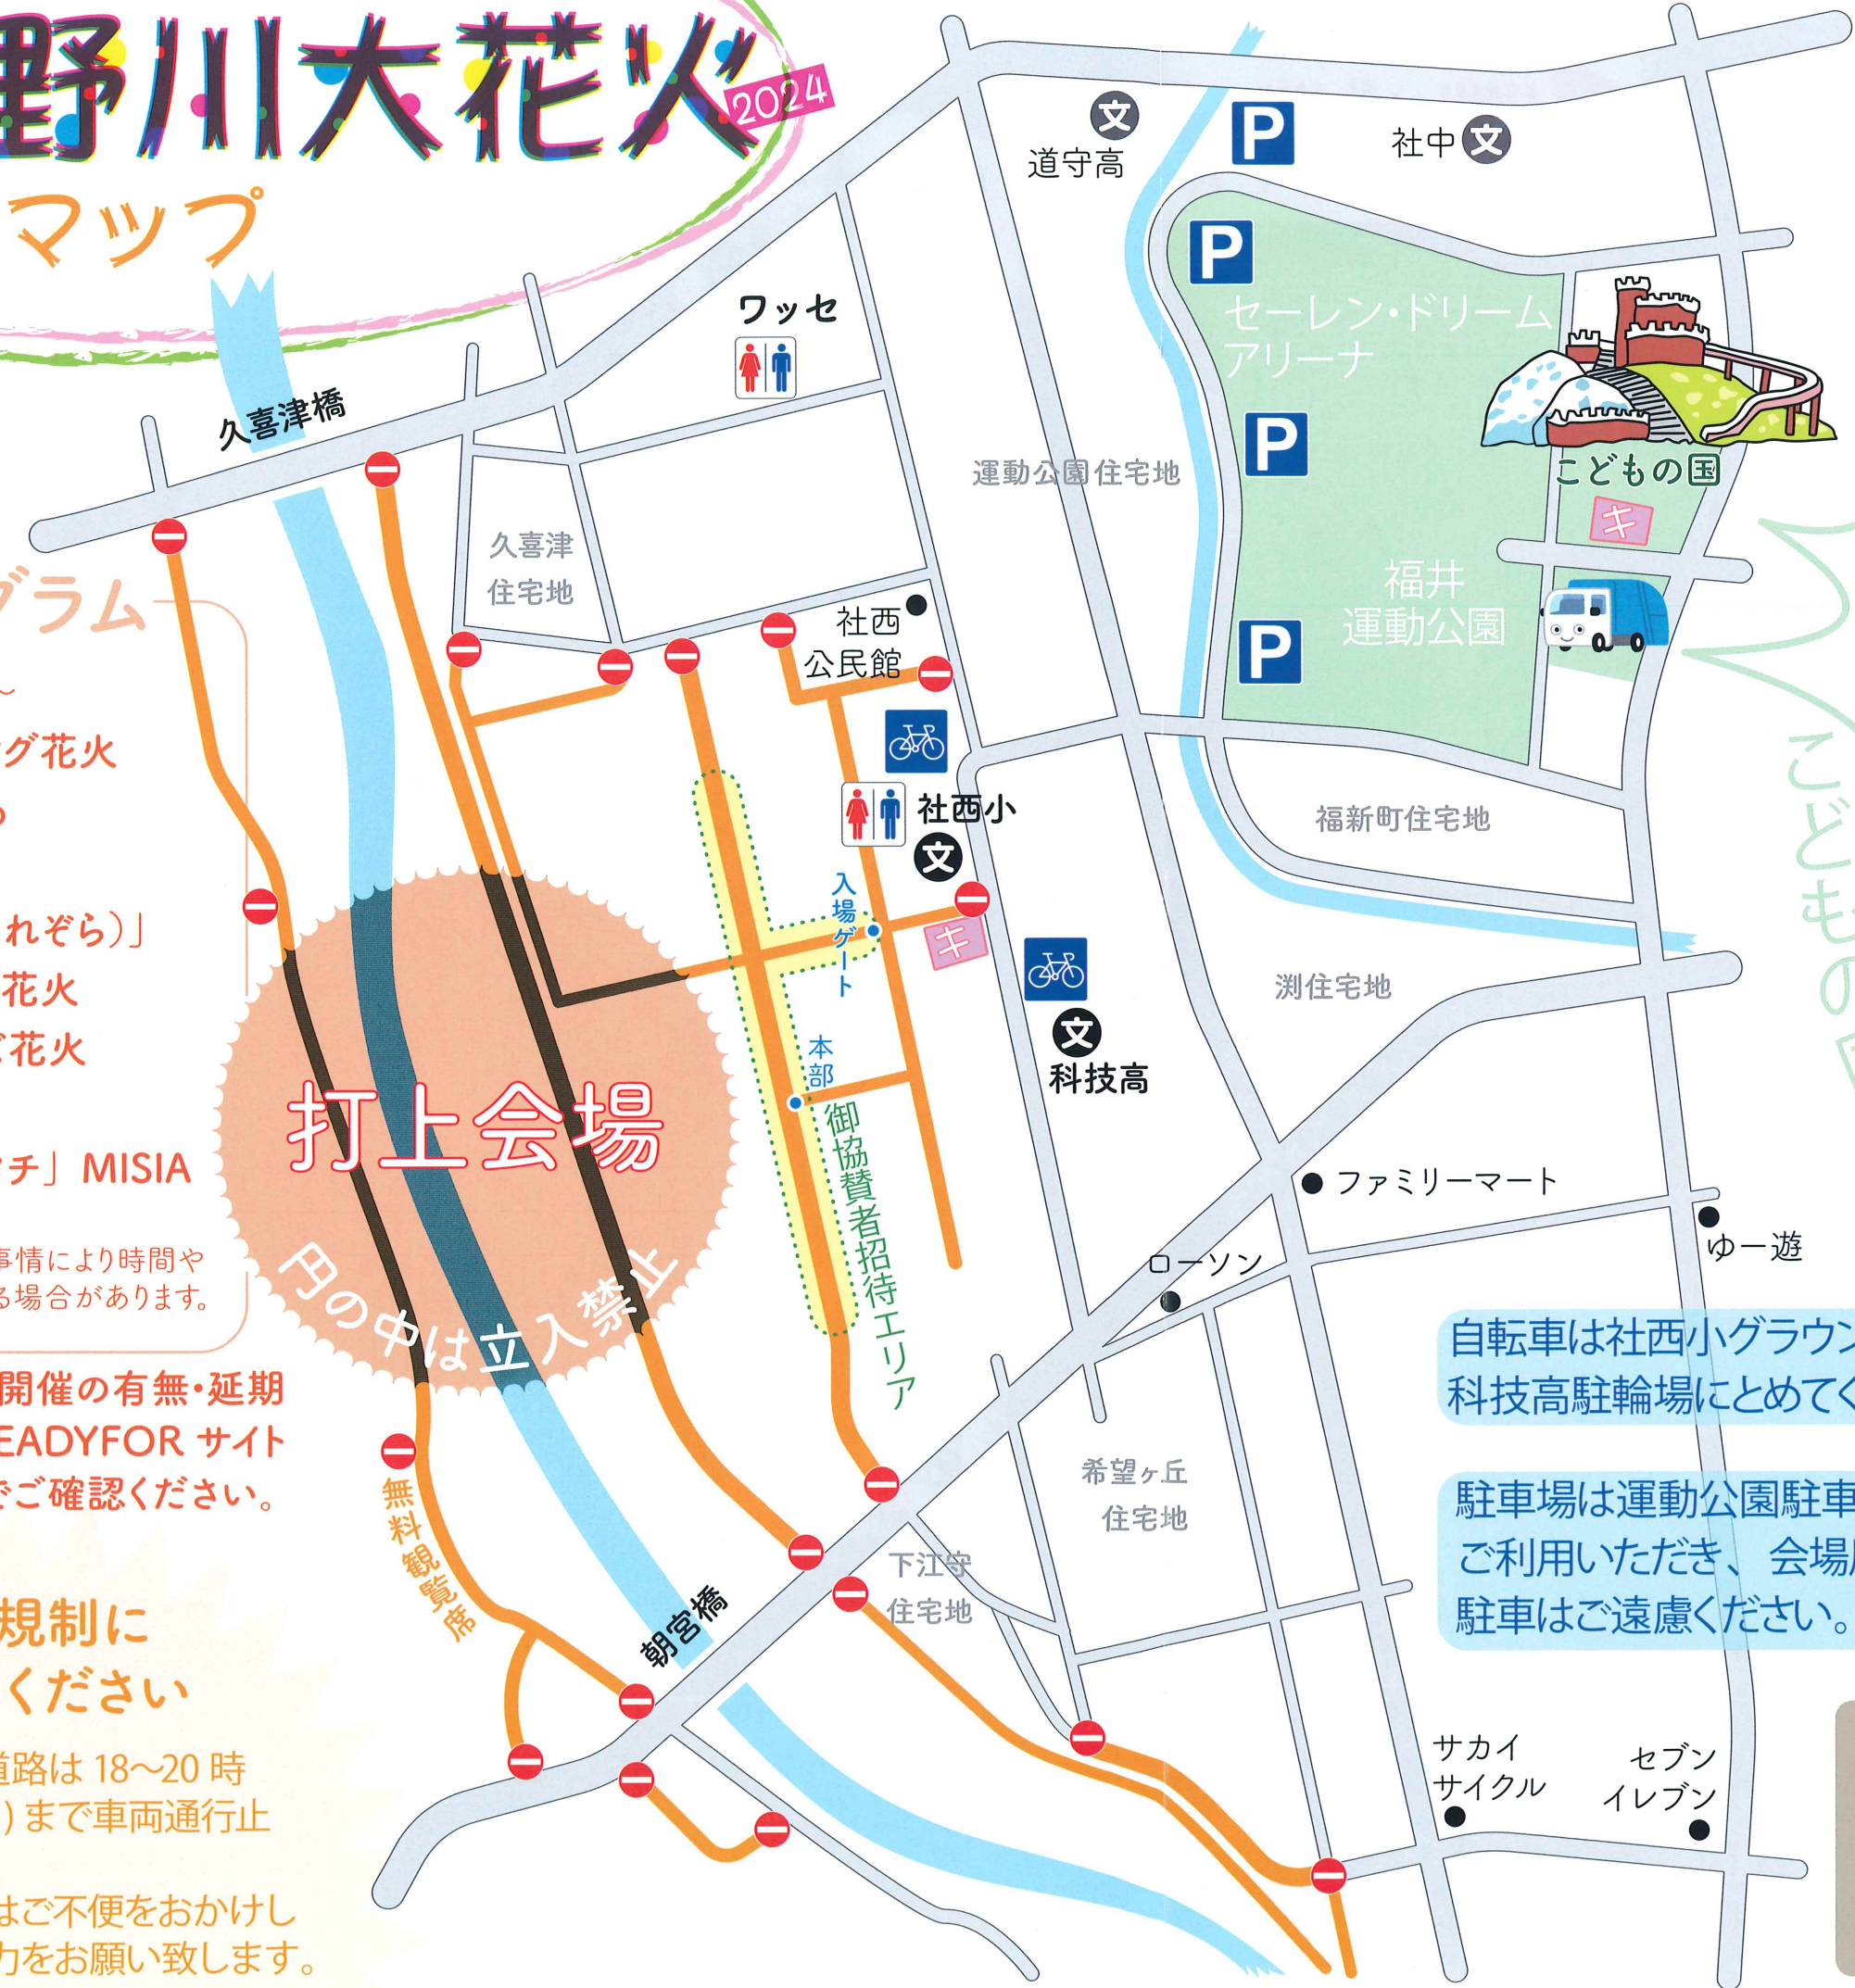 野川大花火
2024
マップ
道守高
文
P
社中
文
P
セーレン・ドリーム
アリーナ
ワッセ
久喜津橋
P
こどもの国
運動公園住宅地
キ
久喜津
住宅地
福井
運動公園
P
社西
公民館
グラム
グ花火
社西小
文
福新町住宅地
入場ゲート
れぞら)」
花火
花火
キ
渕住宅地
文
科技高
本部
御協賛者招待エリア
打上会場
円の中は立入禁止
チ」MISIA
ファミリーマート
ゆー遊
ローソン
事情により時間や
る場合があります。
自転車は社西小グラウン
科技高駐輪場にとめてく
開催の有無・延期
EADYFOR サイト
でご確認ください。
希望ヶ丘
住宅地
駐車場は運動公園駐車
ご利用いただき、会場
駐車はご遠慮ください。
無料観覧席
下江守
住宅地
朝宮橋
規制に
ください
道路は 18〜20 時
) まで車両通行止
はご不便をおかけし
力をお願い致します。
サカイ
サイクル
セブン
イレブン
こどもの